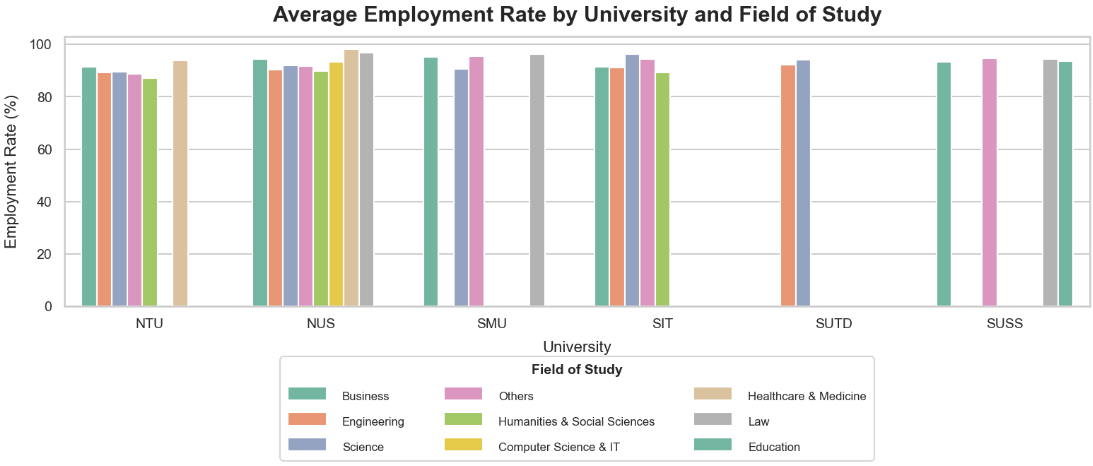 Average Employment Rate by University and Field of Study
Employment Rate (%)
100
80
60
40
20
0
NTU NUS SMU SIT SUTD SUSS
University
Field of Study
Business Others Healthcare & Medicine
Engineering Humanities & Social Sciences Law
Science Computer Science & IT Education